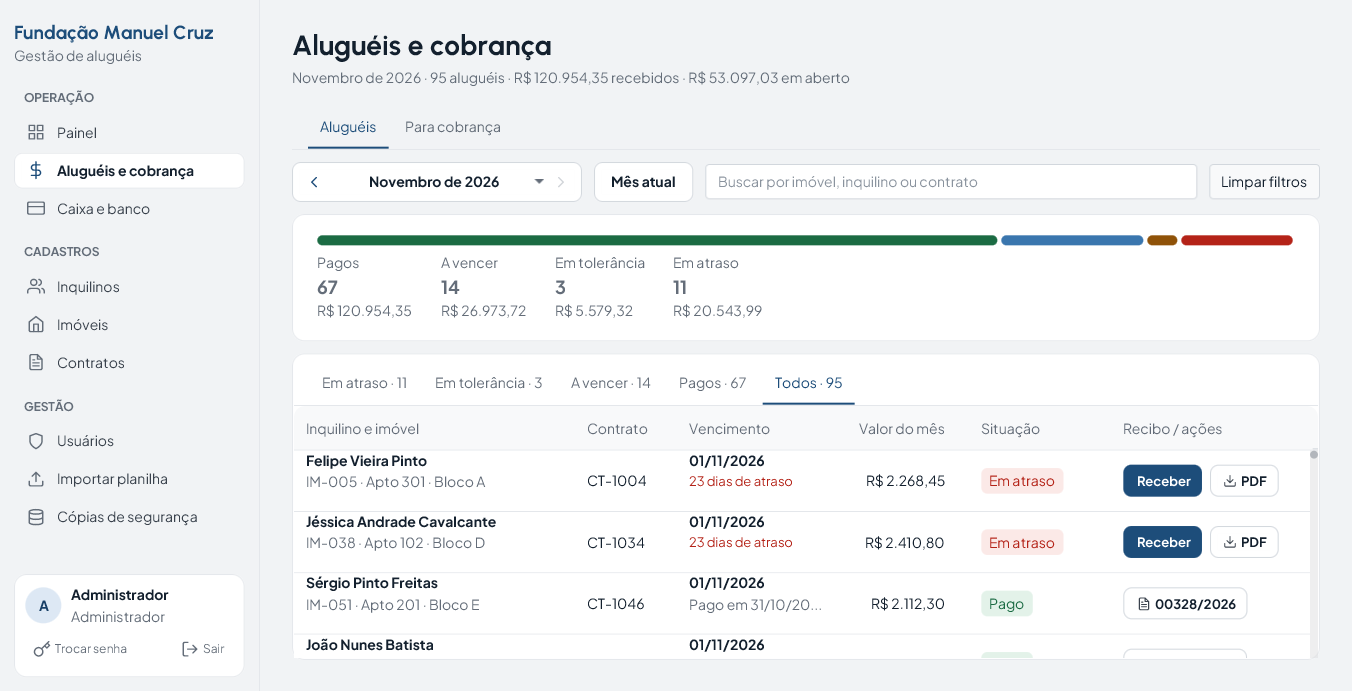 Fundação Manuel Cruz
Gestão de aluguéis
OPERAÇÃO
Painel
Aluguéis e cobrança
Caixa e banco
CADASTROS
Inquilinos
Imóveis
Contratos
GESTÃO
Usuários
Importar planilha
Cópias de segurança
A
Administrador
Administrador
Trocar senha Sair
Aluguéis e cobrança
Novembro de 2026 · 95 aluguéis · R$ 120.954,35 recebidos · R$ 53.097,03 em aberto
Aluguéis Para cobrança
Novembro de 2026 Mês atual Buscar por imóvel, inquilino ou contrato Limpar filtros
Pagos A vencer Em tolerância Em atraso
67 14 3 11
R$ 120.954,35 R$ 26.973,72 R$ 5.579,32 R$ 20.543,99
Em atraso · 11 Em tolerância · 3 A vencer · 14 Pagos · 67 Todos · 95
Inquilino e imóvel Contrato Vencimento Valor do mês Situação Recibo / ações
Felipe Vieira Pinto 01/11/2026
IM-005 · Apto 301 · Bloco A CT-1004 23 dias de atraso R$ 2.268,45 Em atraso Receber PDF
Jéssica Andrade Cavalcante 01/11/2026
IM-038 · Apto 102 · Bloco D CT-1034 23 dias de atraso R$ 2.410,80 Em atraso Receber PDF
Sérgio Pinto Freitas 01/11/2026
IM-051 · Apto 201 · Bloco E CT-1046 Pago em 31/10/20... R$ 2.112,30 Pago 00328/2026
João Nunes Batista 01/11/2026